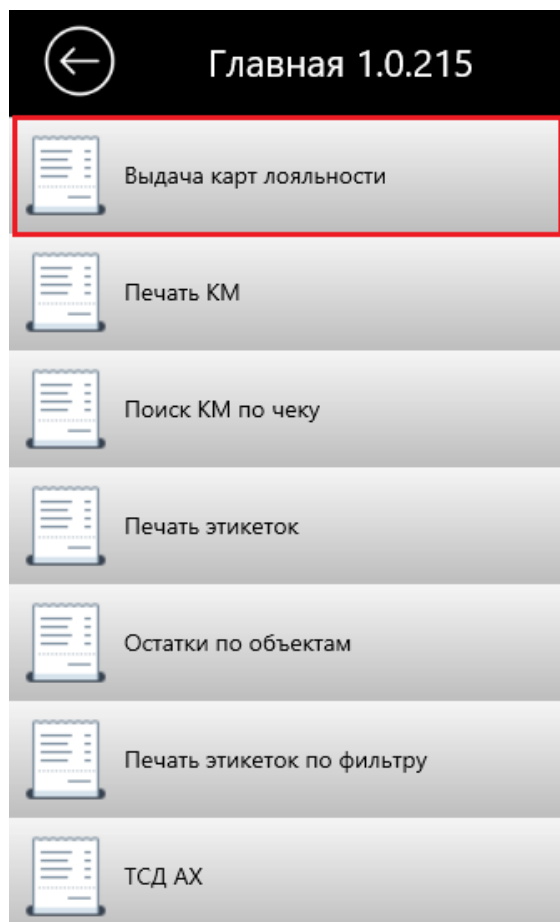 Главная 1.0.215
Выдача карт лояльности
Печать КМ
Поиск КМ по чеку
Печать этикеток
Остатки по объектам
Печать этикеток по фильтру
ТСД АХ